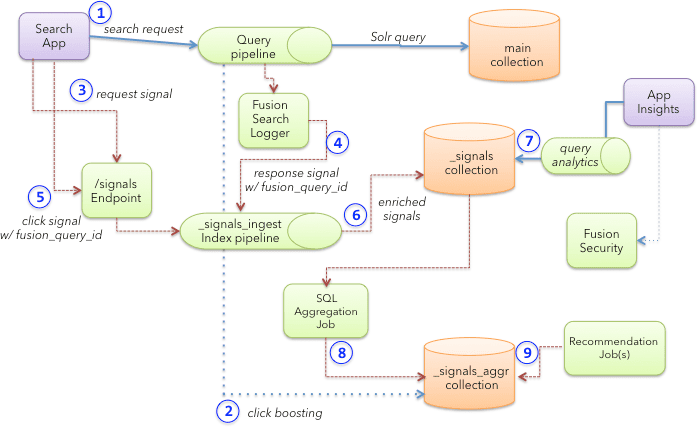 1
Search
App
search request
Query
pipeline
Solr query
main
collection
3
request signal
Fusion
Search
Logger
4
response signal
w/ fusion_query_id
_signals
collection
7
query
analytics
App
Insights
/signals
Endpoint
5
click signal
w/ fusion_query_id
_signals_ingest
Index pipeline
6
enriched
signals
Fusion
Security
SQL
Aggregation
Job
8
_signals_aggr
collection
9
Recommendation
Job(s)
2
click boosting